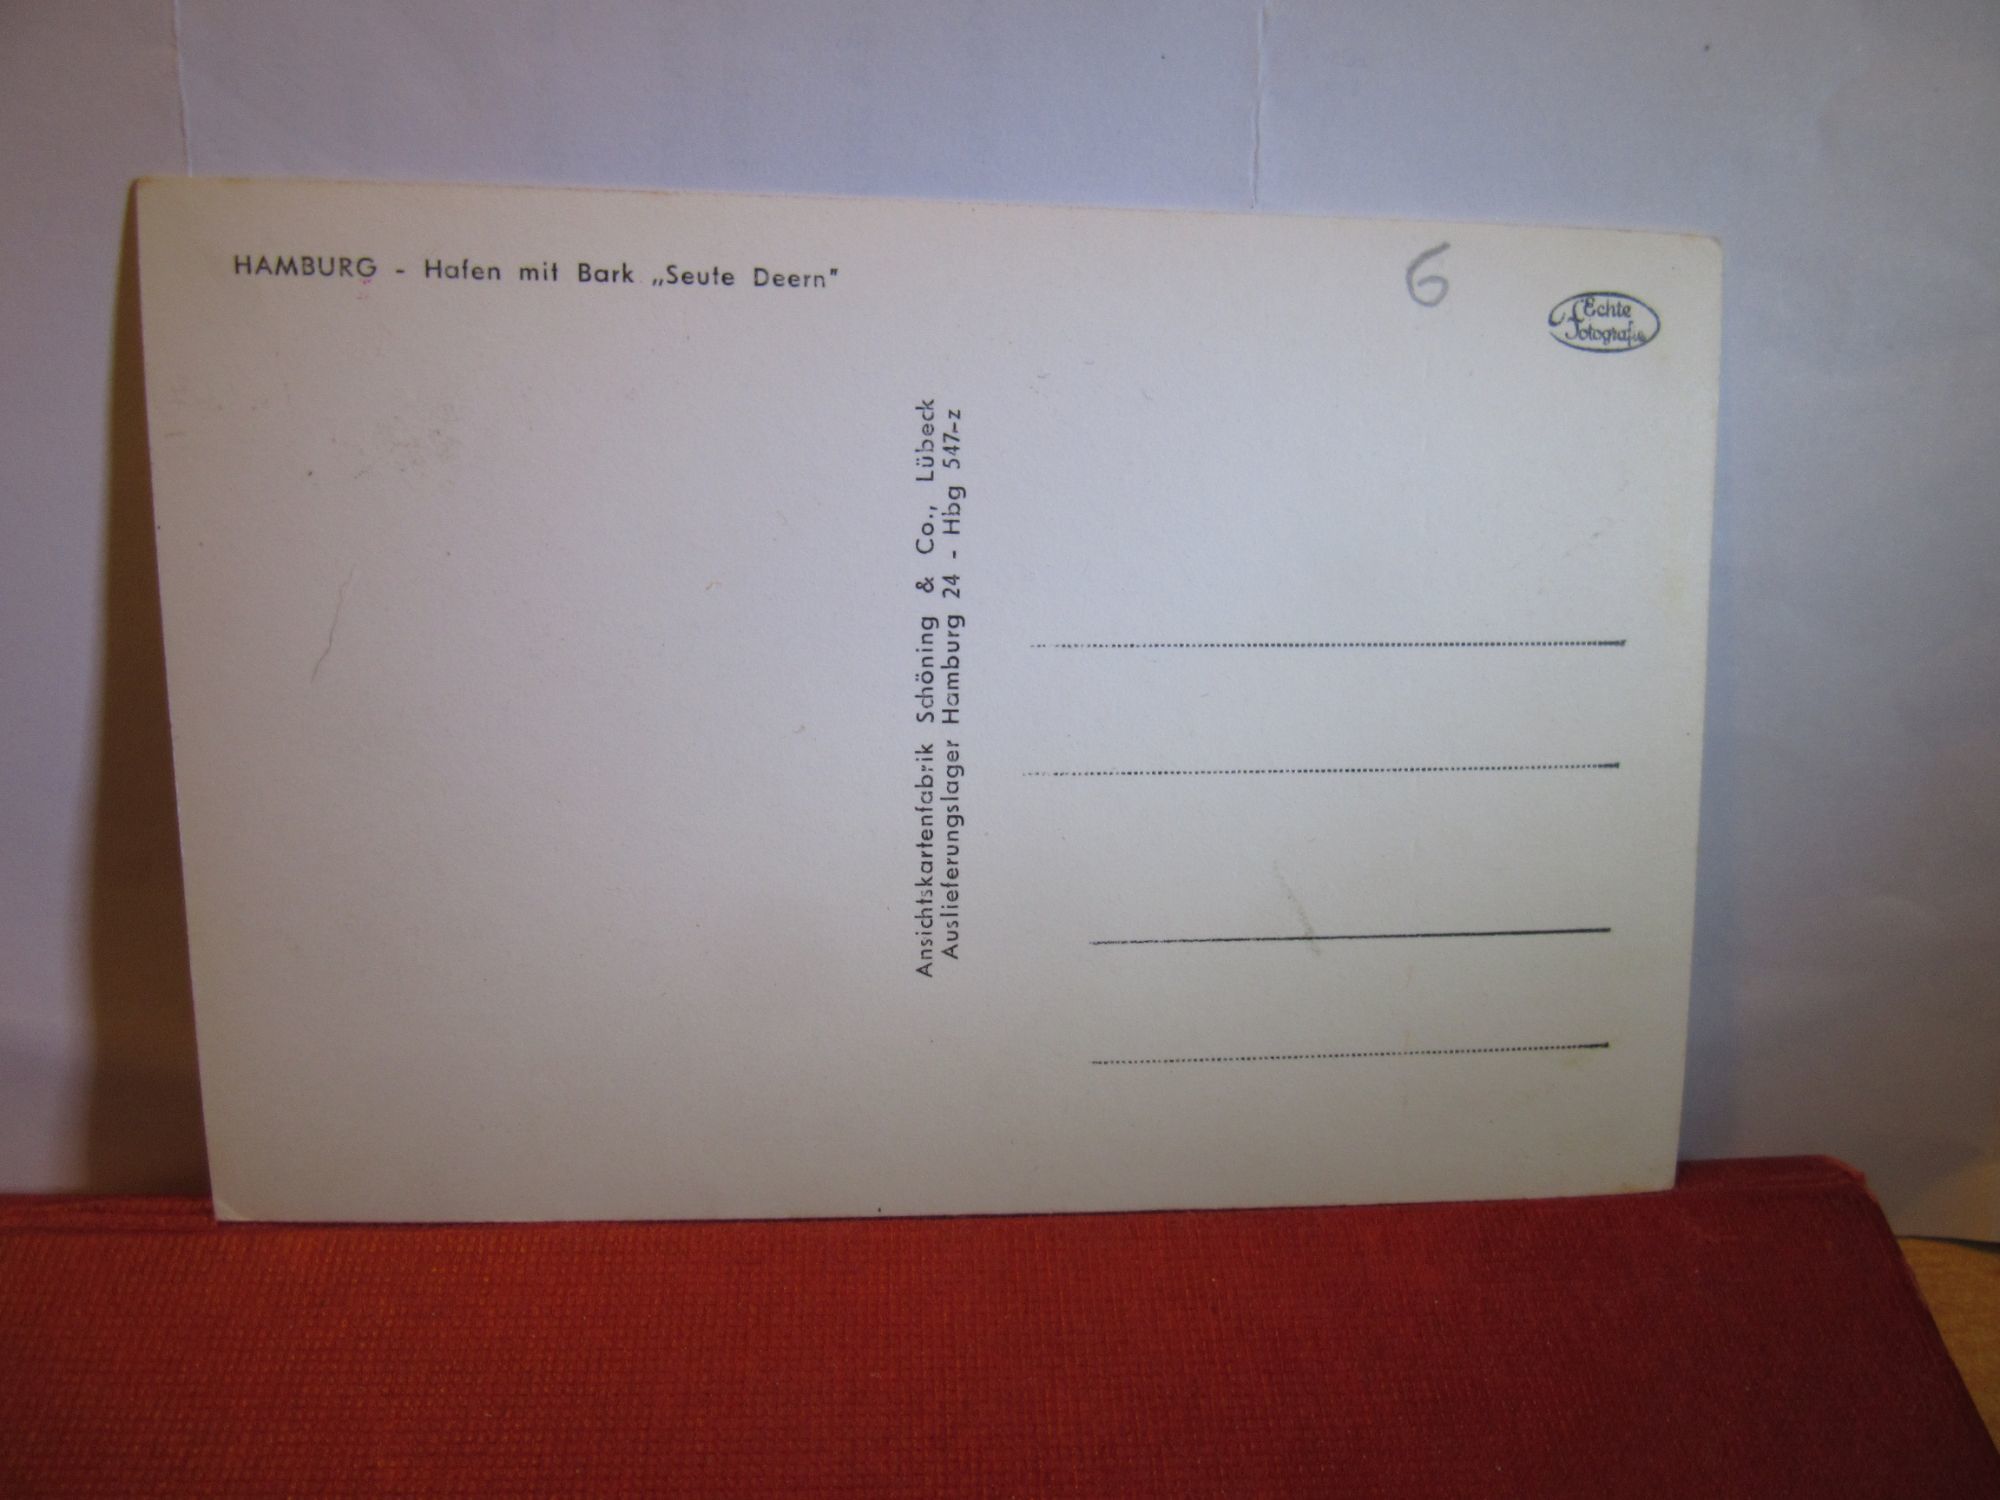 HAMBURG - Hafen mit Bark „Seute Deern"
6
Echte
Fotografie
Ansichtskartenfabrik Schöning & Co., Lübeck
Auslieferungslager Hamburg 24 - Hbg 547-z